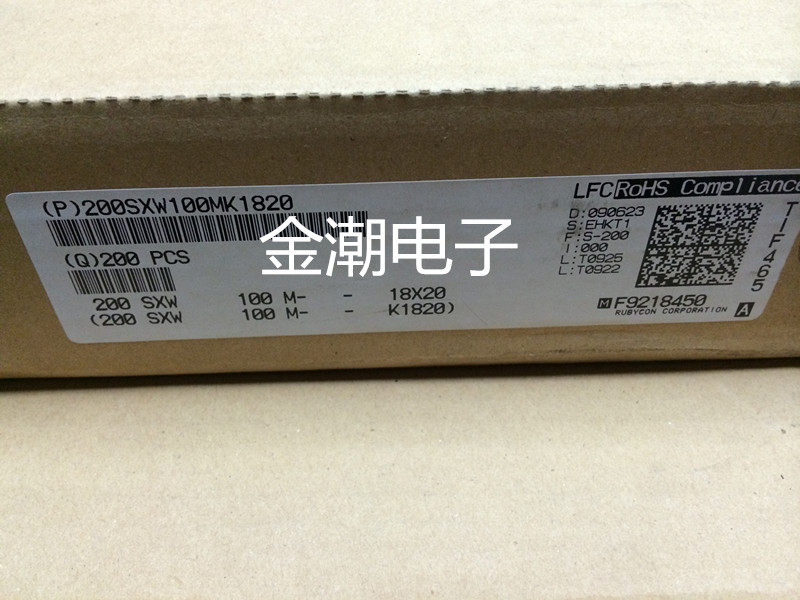 (P)200SXW100MK1820
金潮电子
(Q)200 PCS
200 SXW 100 M- - 18X20
(200 SXW 100 M- - K1820)
LFC RoHS Compliance
D:090623
S:EHKT1
F:S-200
I:000
L:T0925
L:T0922
TIF465
M F9218450
RUBYCON CORPORATION A